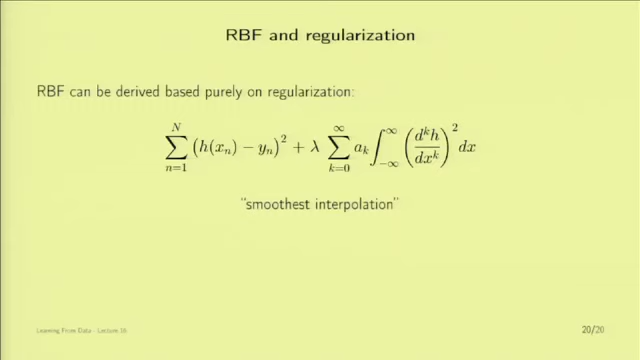 RBF and regularization
RBF can be derived based purely on regularization:
$\sum_{n=1}^{N} \left(h(x_n) - y_n\right)^2 + \lambda \sum_{k=0}^{\infty} a_k \int_{-\infty}^{\infty} \left(\frac{d^k h}{dx^k}\right)^2 dx$
“smoothest interpolation”
Learning From Data - Lecture 16
20/20